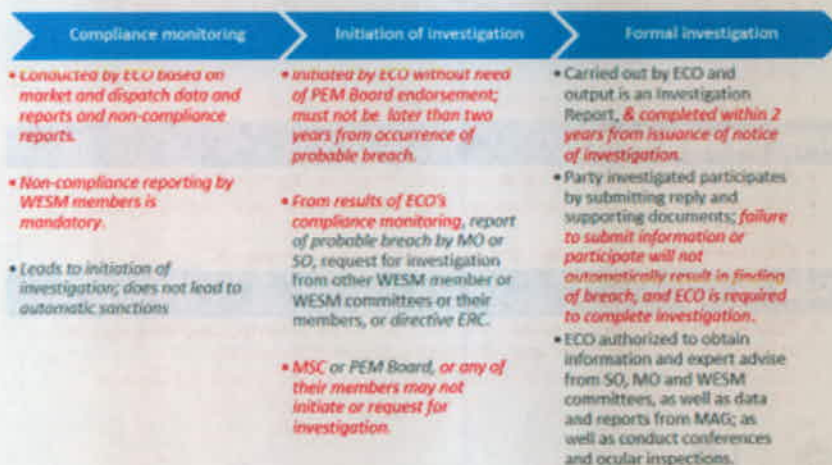 Compliance monitoring
• Conducted by ECO based on
market and dispatch data and
reports and non-compliance
reports.
• Non-compliance reporting by
WESM members is
mandatory.
• Leads to initiation of
investigation; does not lead to
automatic sanctions
Initiation of investigation
• Initiated by ECO without need
of PEM Board endorsement;
must not be later than two
years from occurrence of
probable breach.
• From results of ECO's
compliance monitoring, report
of probable breach by MO or
SO, request for investigation
from other WESM member or
WESM committees or their
members, or directive ERC.
• MSC or PEM Board, or any of
their members may not
initiate or request for
investigation.
Formal investigation
• Carried out by ECO and
output is an Investigation
Report, & completed within 2
years from issuance of notice
of investigation.
• Party investigated participates
by submitting reply and
supporting documents; failure
to submit information or
participate will not
automatically result in finding
of breach, and ECO is required
to complete investigation.
• ECO authorized to obtain
information and expert advise
from SO, MO and WESM
committees, as well as data
and reports from MAG; as
well as conduct conferences
and ocular inspections.